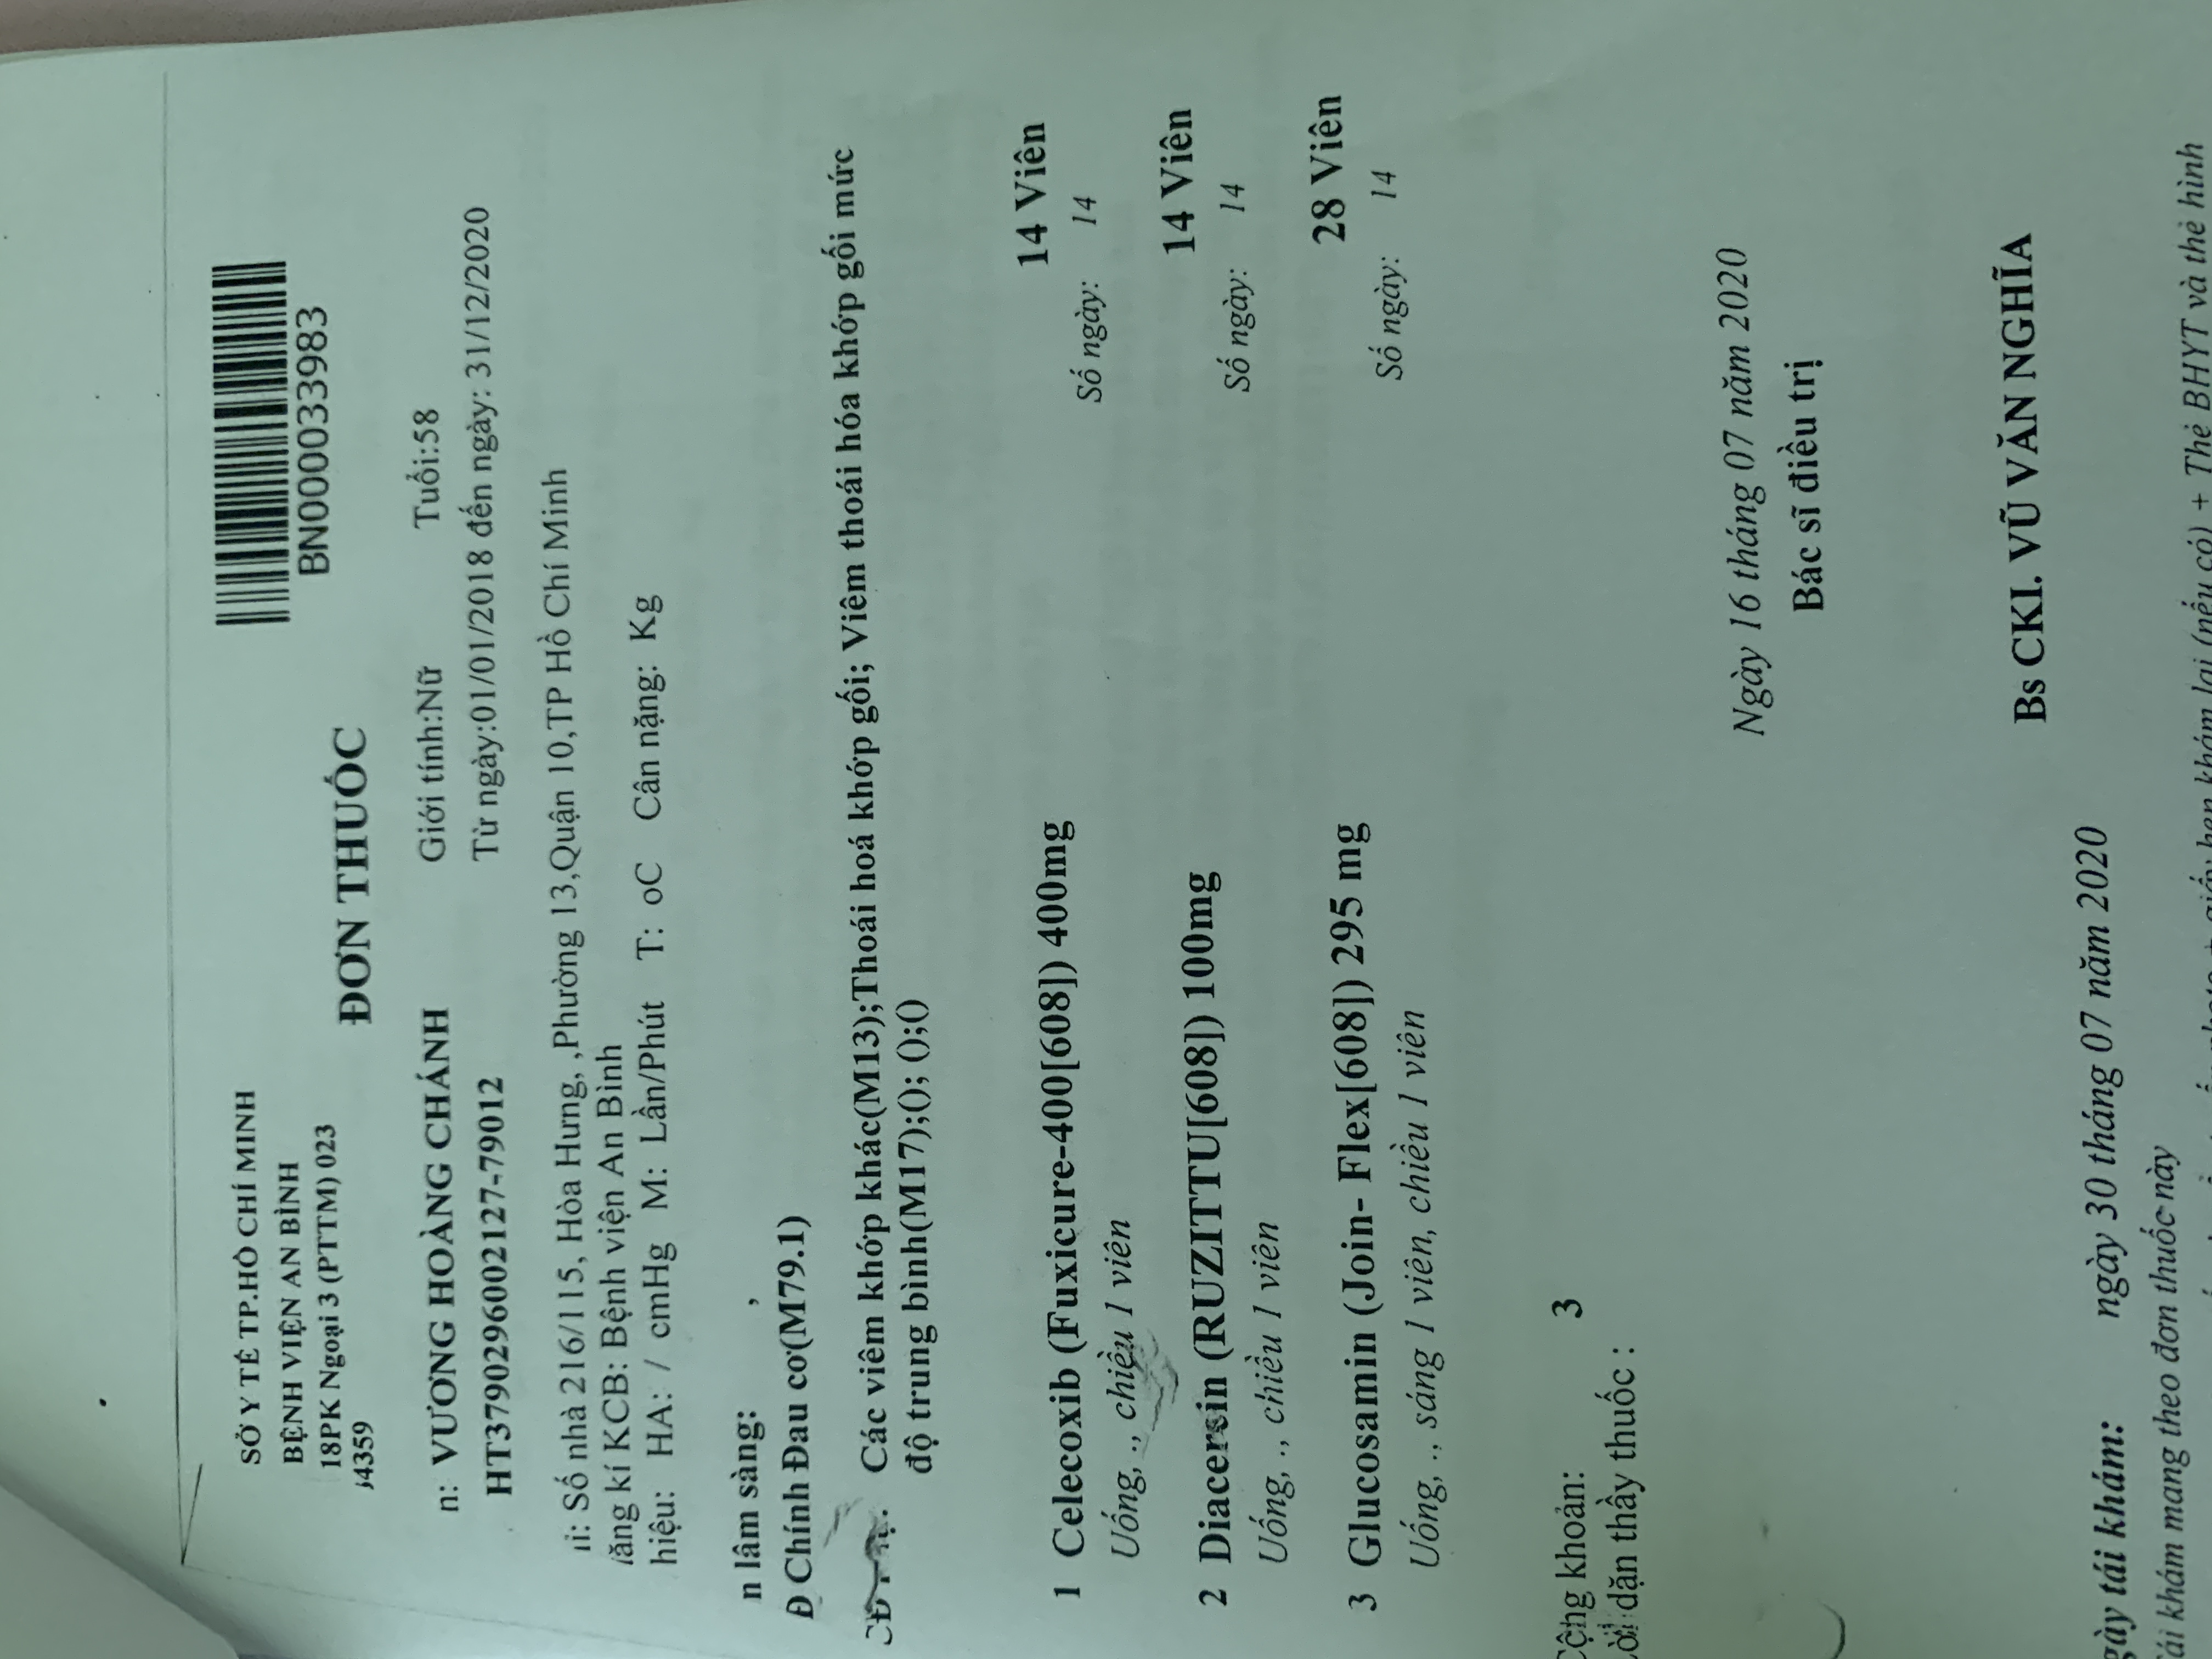 SỞ Y TẾ TP.HỒ CHÍ MINH
BỆNH VIỆN AN BÌNH
18PK Ngoại 3 (PTTM) 023
4359
BN000033983
ĐƠN THUỐC
n: VƯƠNG HOÀNG CHÁNH Giới tính:Nữ Tuổi:58
HT3790296002127-79012 Từ ngày:01/01/2018 đến ngày: 31/12/2020
ỉ: Số nhà 216/115, Hòa Hưng, ,Phường 13,Quận 10,TP Hồ Chí Minh
ăng kí KCB: Bệnh viện An Bình
hiệu: HA: / cmHg M: Lần/Phút T: oC Cân nặng: Kg
n lâm sàng: ,
Đ Chính Đau cơ(M79.1)
CĐ Các viêm khớp khác(M13);Thoái hoá khớp gối; Viêm thoái hóa khớp gối mức
độ trung bình(M17);(); ();()
1 Celecoxib (Fuxicure-400[608]) 400mg 14 Viên
Uống, ., chiều 1 viên Số ngày: 14
2 Diacerein (RUZITTU[608]) 100mg 14 Viên
Uống, ., chiều 1 viên Số ngày: 14
3 Glucosamin (Join- Flex[608]) 295 mg 28 Viên
Uống, ., sáng 1 viên, chiều 1 viên Số ngày: 14
Cộng khoản: 3
Lời dặn thầy thuốc :
Ngày 16 tháng 07 năm 2020
Bác sĩ điều trị
Bs CKI. VŨ VĂN NGHĨA
gày tái khám: ngày 30 tháng 07 năm 2020
Tái khám mang theo đơn thuốc này
photo + giấy hẹn khám lại (nếu có) + Thẻ BHYT và thẻ hình